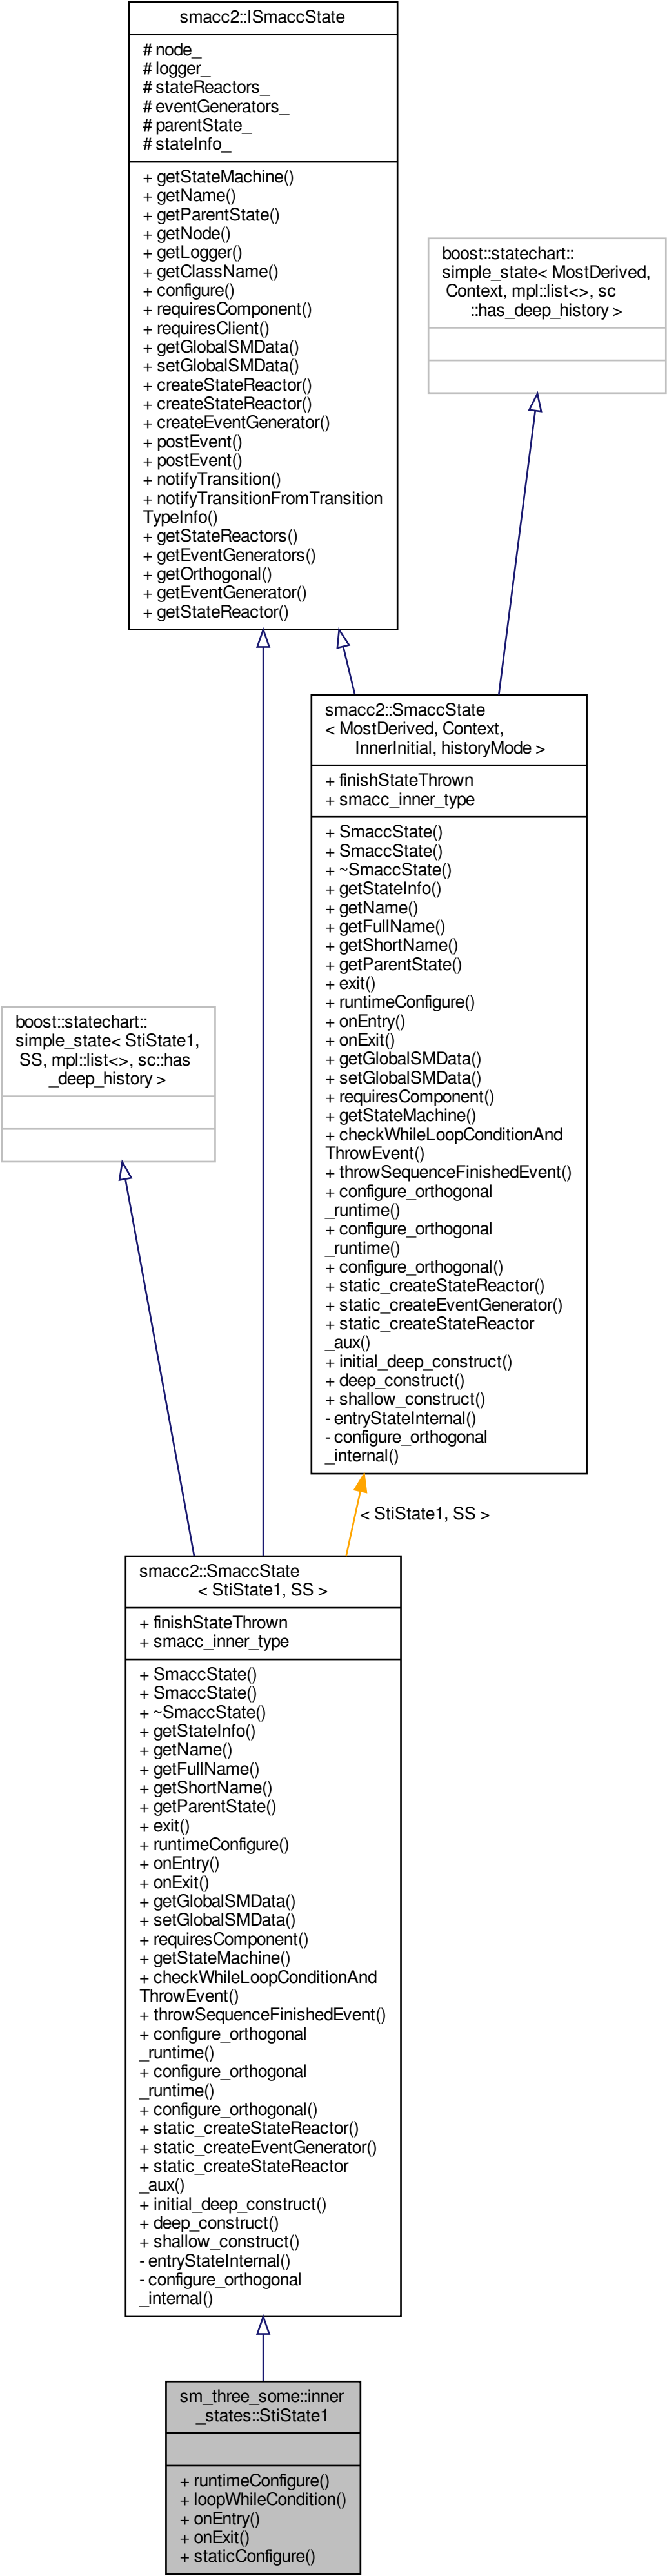 smacc2::ISmaccState
# node_
# logger_
# stateReactors_
# eventGenerators_
# parentState_
# stateInfo_
+ getStateMachine()
+ getName()
+ getParentState()
+ getNode()
+ getLogger()
+ getClassName()
+ configure()
+ requiresComponent()
+ requiresClient()
+ getGlobalSMData()
+ setGlobalSMData()
+ createStateReactor()
+ createStateReactor()
+ createEventGenerator()
+ postEvent()
+ postEvent()
+ notifyTransition()
+ notifyTransitionFromTransition
TypeInfo()
+ getStateReactors()
+ getEventGenerators()
+ getOrthogonal()
+ getEventGenerator()
+ getStateReactor()
boost::statechart::
simple_state< MostDerived,
Context, mpl::list<>, sc
::has_deep_history >
smacc2::SmaccState
< MostDerived, Context,
InnerInitial, historyMode >
+ finishStateThrown
+ smacc_inner_type
+ SmaccState()
+ SmaccState()
+ ~SmaccState()
+ getStateInfo()
+ getName()
+ getFullName()
+ getShortName()
+ getParentState()
+ exit()
+ runtimeConfigure()
+ onEntry()
+ onExit()
+ getGlobalSMData()
+ setGlobalSMData()
+ requiresComponent()
+ getStateMachine()
+ checkWhileLoopConditionAnd
ThrowEvent()
+ throwSequenceFinishedEvent()
+ configure_orthogonal
_runtime()
+ configure_orthogonal
_runtime()
+ configure_orthogonal()
+ static_createStateReactor()
+ static_createEventGenerator()
+ static_createStateReactor
_aux()
+ initial_deep_construct()
+ deep_construct()
+ shallow_construct()
- entryStateInternal()
- configure_orthogonal
_internal()
boost::statechart::
simple_state< StiState1,
SS, mpl::list<>, sc::has
_deep_history >
< StiState1, SS >
smacc2::SmaccState
< StiState1, SS >
+ finishStateThrown
+ smacc_inner_type
+ SmaccState()
+ SmaccState()
+ ~SmaccState()
+ getStateInfo()
+ getName()
+ getFullName()
+ getShortName()
+ getParentState()
+ exit()
+ runtimeConfigure()
+ onEntry()
+ onExit()
+ getGlobalSMData()
+ setGlobalSMData()
+ requiresComponent()
+ getStateMachine()
+ checkWhileLoopConditionAnd
ThrowEvent()
+ throwSequenceFinishedEvent()
+ configure_orthogonal
_runtime()
+ configure_orthogonal
_runtime()
+ configure_orthogonal()
+ static_createStateReactor()
+ static_createEventGenerator()
+ static_createStateReactor
_aux()
+ initial_deep_construct()
+ deep_construct()
+ shallow_construct()
- entryStateInternal()
- configure_orthogonal
_internal()
sm_three_some::inner
_states::StiState1
+ runtimeConfigure()
+ loopWhileCondition()
+ onEntry()
+ onExit()
+ staticConfigure()